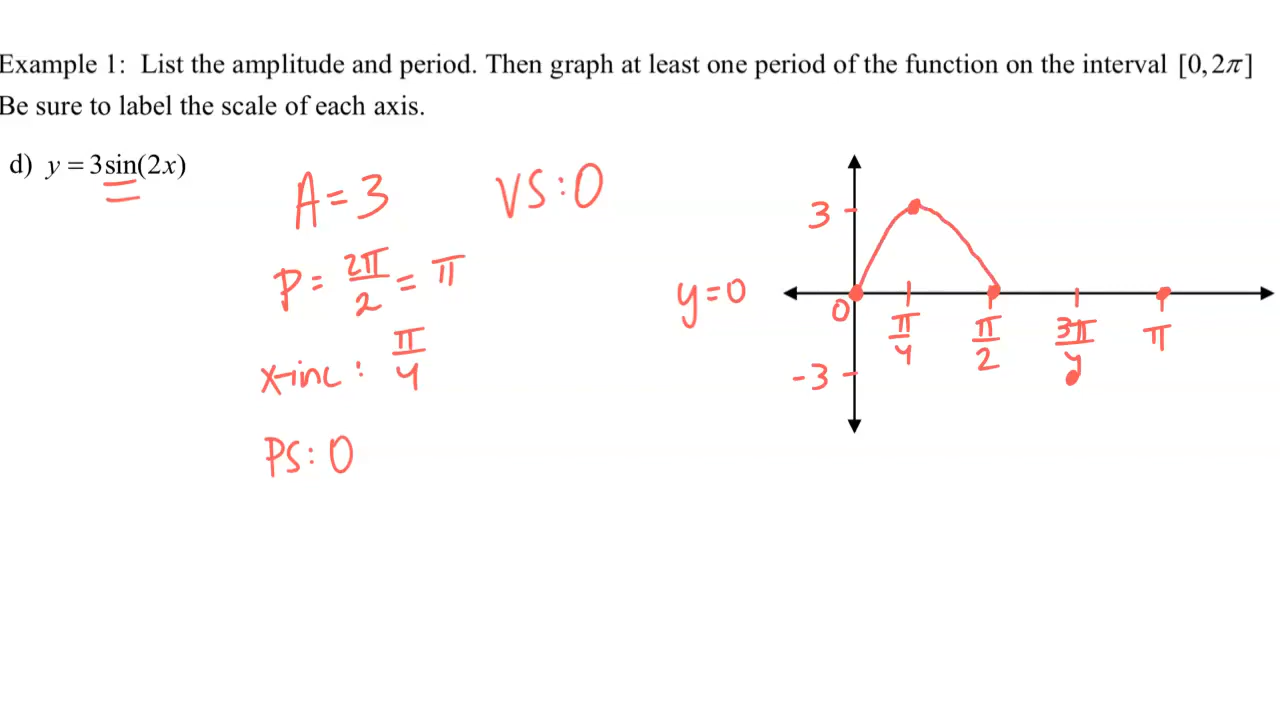 Example 1: List the amplitude and period. Then graph at least one period of the function on the interval [0, 2π]
Be sure to label the scale of each axis.
d) y = 3sin(2x)
A = 3
VS: 0
P = 2π/2 = π
x-inc: π/4
PS: 0
y=0
3
0
-3
π/4
π/2
3π/4
π